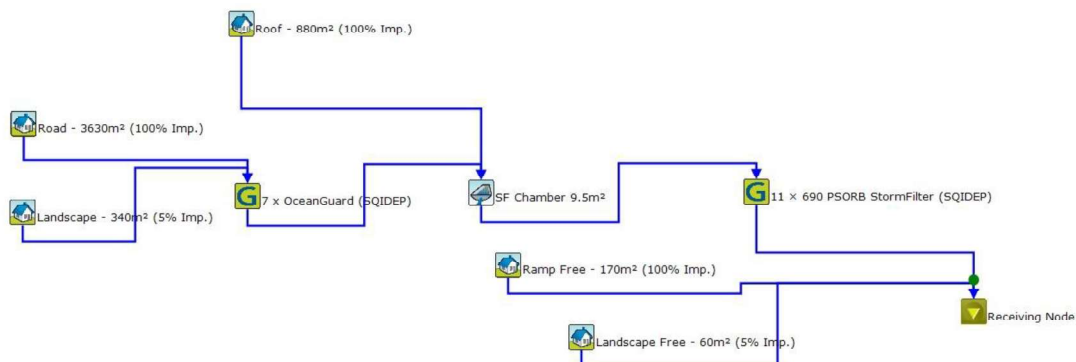 Roof - 880m² (100% Imp.)
Road - 3630m² (100% Imp.)
G 7 x OceanGuard (SQIDEP)
SF Chamber 9.5m²
G 11 × 690 PSORB StormFilter (SQIDEP)
Landscape - 340m² (5% Imp.)
Ramp Free - 170m² (100% Imp.)
Receiving Node
Landscape Free - 60m² (5% Imp.)